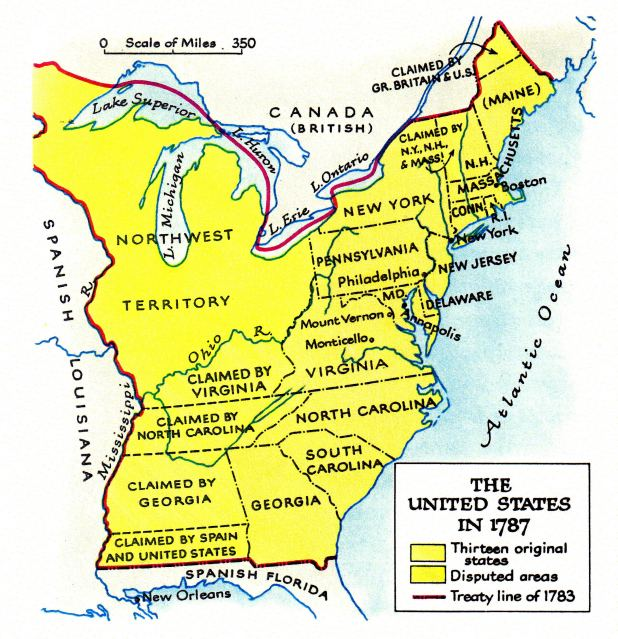 0 Scale of Miles 350
CLAIMED BY
GR. BRITAIN & U.S.
(MAINE)
Lake Superior
CANADA
(BRITISH)
L. Huron
L. Michigan
L. Ontario
L. Erie
CLAIMED BY
N.Y., N.H.,
& MASS.
N.H.
MASSACHUSETTS
Boston
CONN.
R.I.
NEW YORK
New York
NORTHWEST
TERRITORY
PENNSYLVANIA
Philadelphia
NEW JERSEY
MD.
DELAWARE
Annapolis
Mount Vernon
Monticello
VIRGINIA
SPANISH
LOUISIANA
Mississippi R.
Ohio R.
CLAIMED BY
VIRGINIA
CLAIMED BY
NORTH CAROLINA
NORTH CAROLINA
SOUTH
CAROLINA
CLAIMED BY
GEORGIA
GEORGIA
CLAIMED BY SPAIN
AND UNITED STATES
SPANISH FLORIDA
New Orleans
Atlantic Ocean
THE
UNITED STATES
IN 1787
Thirteen original
states
Disputed areas
Treaty line of 1783